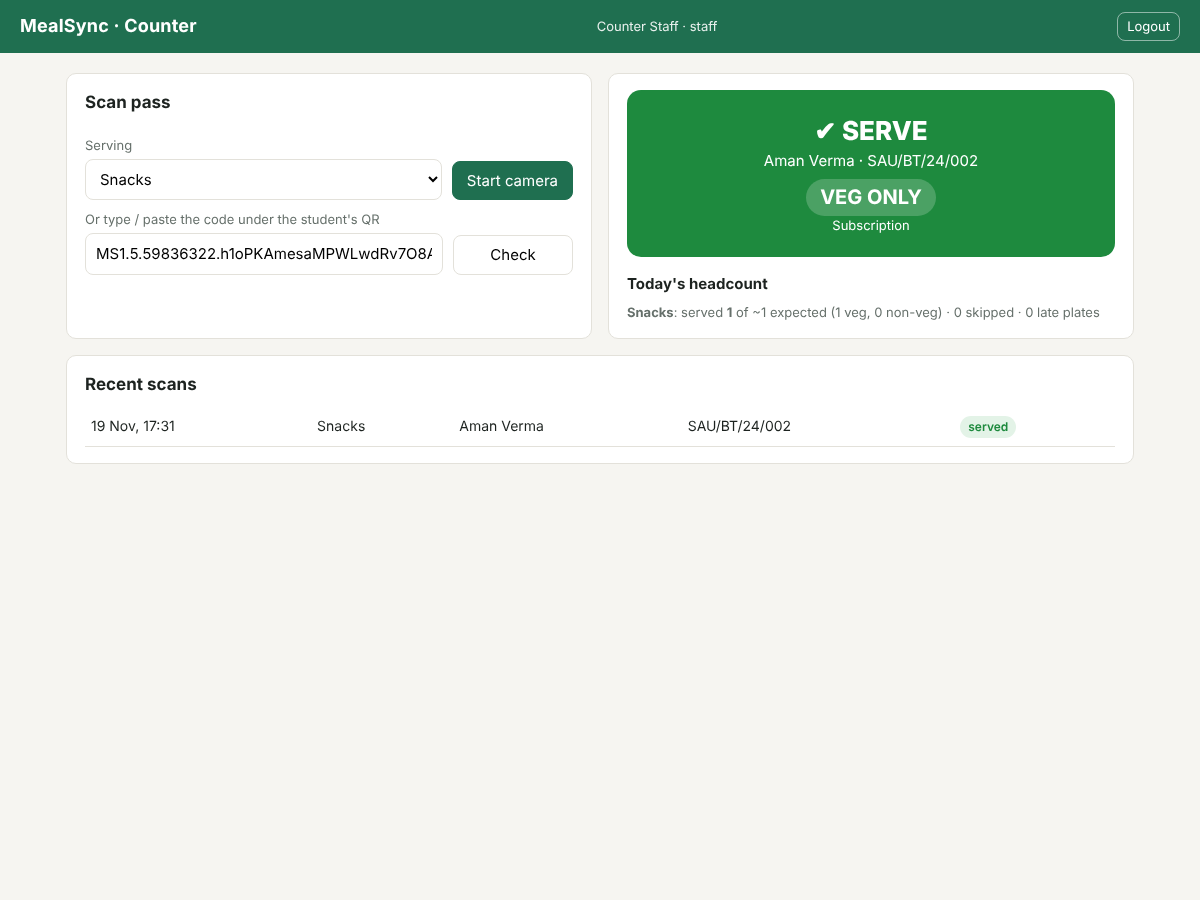 MealSync · Counter
Counter Staff · staff
Logout
Scan pass
Serving
Snacks
Start camera
Or type / paste the code under the student's QR
MS1.5.59836322.h1oPKAmesaMPWLwdRv7O8
Check
✔ SERVE
Aman Verma · SAU/BT/24/002
VEG ONLY
Subscription
Today's headcount
Snacks: served 1 of ~1 expected (1 veg, 0 non-veg) · 0 skipped · 0 late plates
Recent scans
19 Nov, 17:31 Snacks Aman Verma SAU/BT/24/002 served